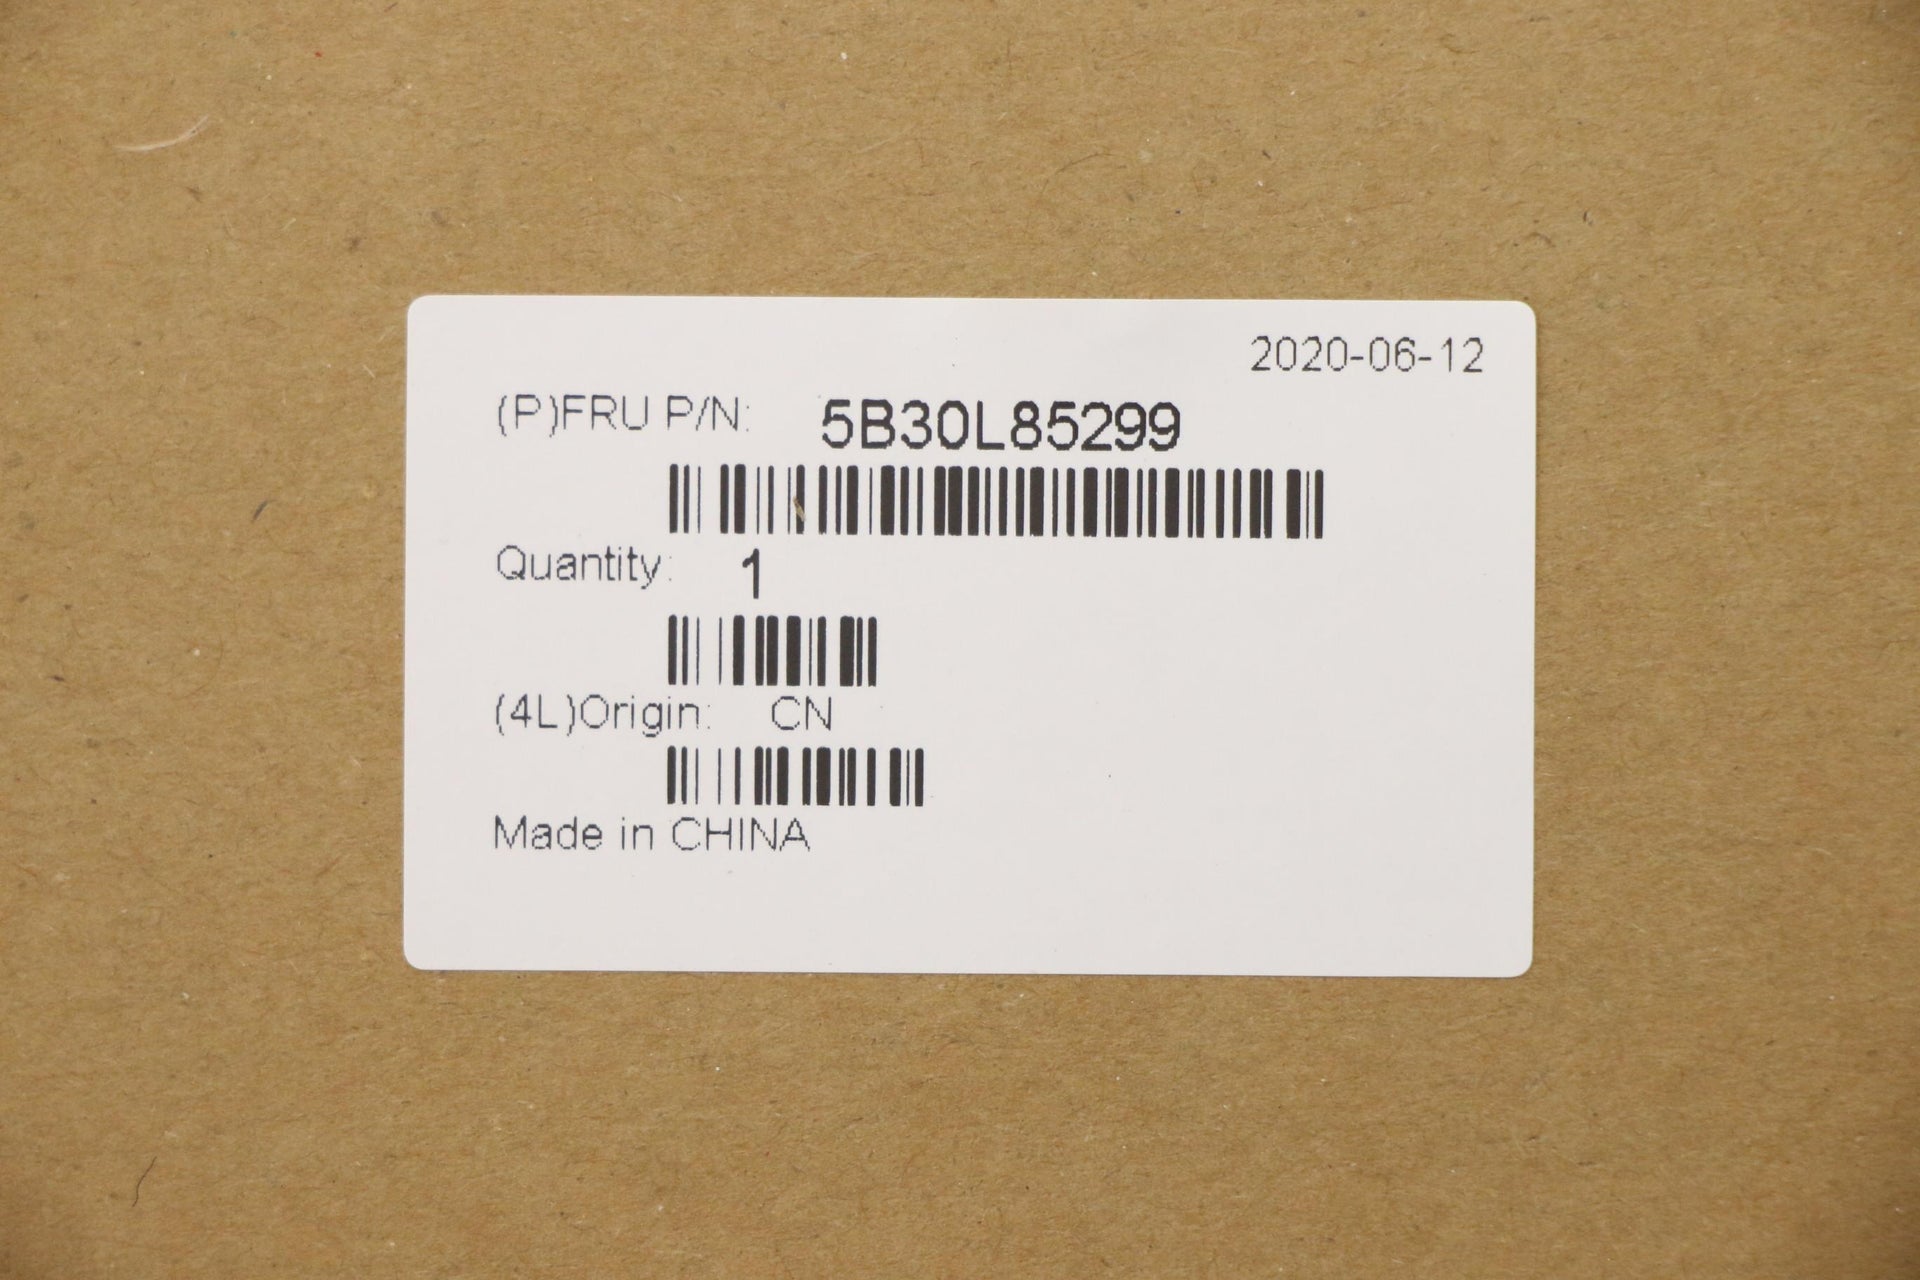 2020-06-12
(P)FRU P/N: 5B30L85299
Quantity: 1
(4L)Origin: CN
Made in CHINA